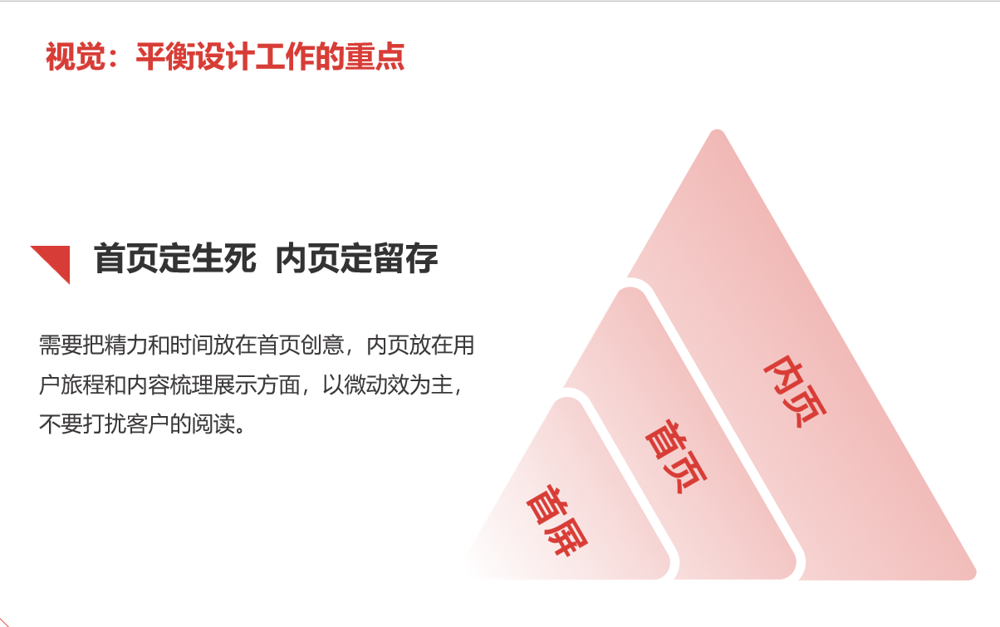 视觉：平衡设计工作的重点
首页定生死 内页定留存
需要把精力和时间放在首页创意，内页放在用
户旅程和内容梳理展示方面，以微动效为主，
不要打扰客户的阅读。
内页
首页
首屏